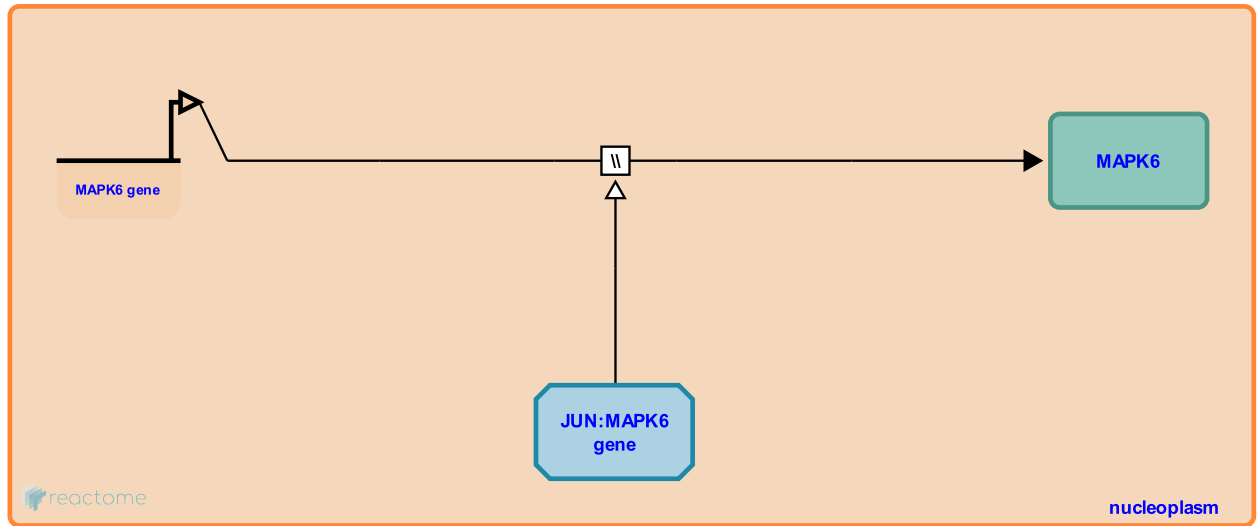 MAPK6 gene
\\
MAPK6
JUN:MAPK6
gene
reactome
nucleoplasm